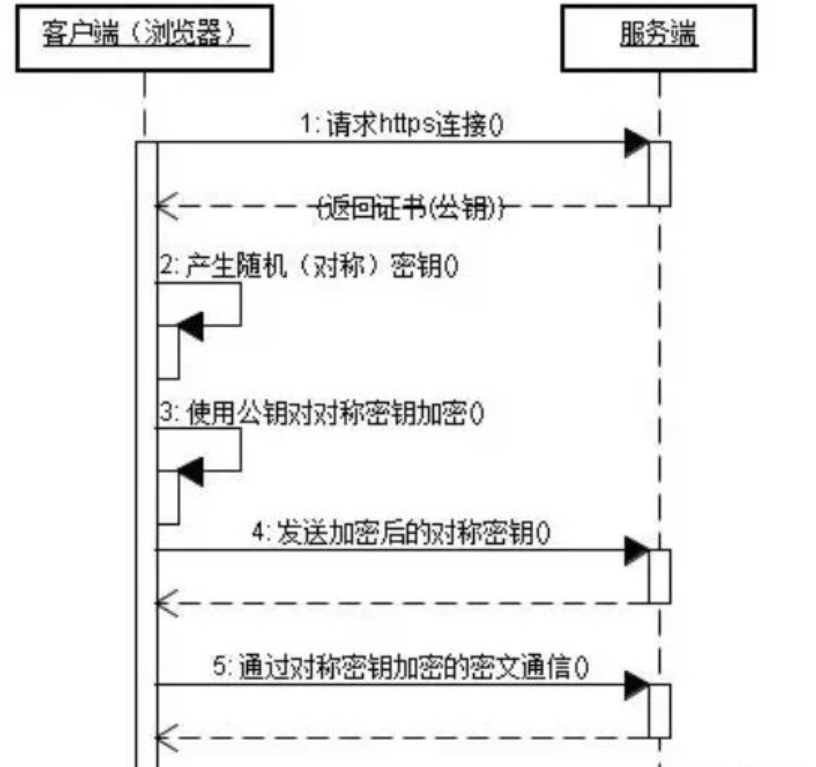 客户端（浏览器）
服务端
1: 请求https连接()
{返回证书(公钥)}
2: 产生随机（对称）密钥()
3: 使用公钥对对称密钥加密()
4: 发送加密后的对称密钥()
5: 通过对称密钥加密的密文通信()